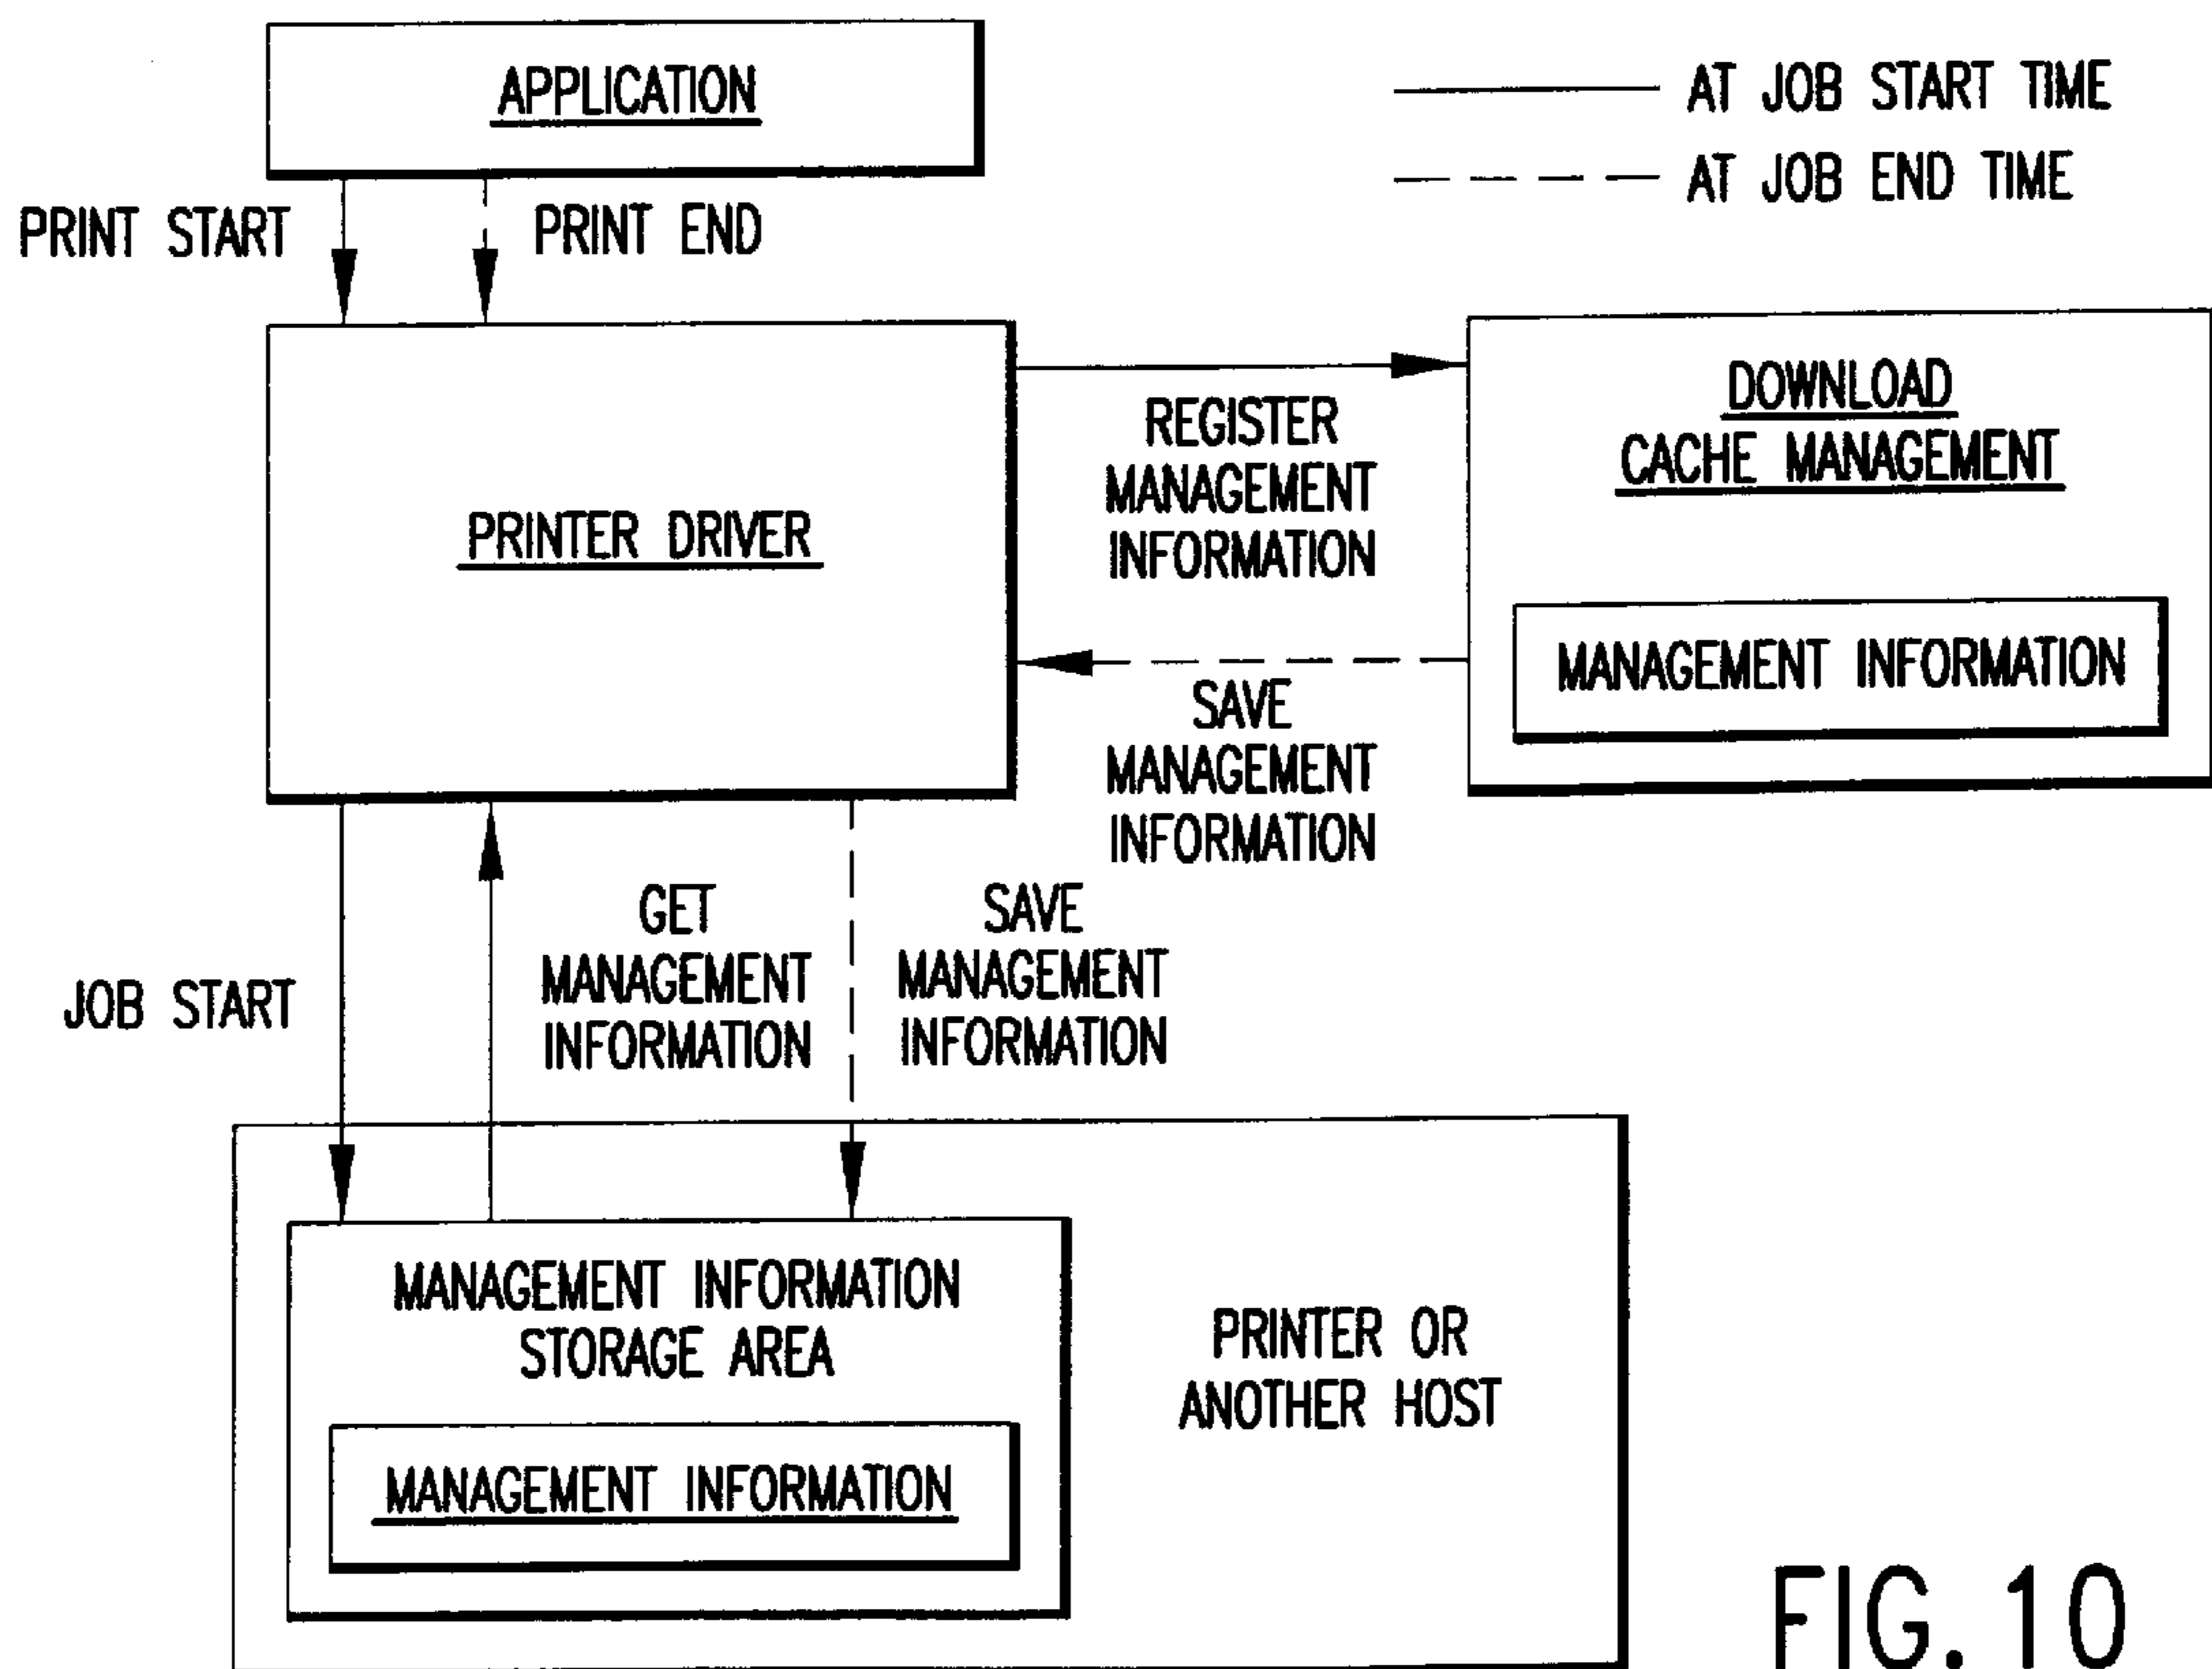 APPLICATION
AT JOB START TIME
AT JOB END TIME
PRINT START
PRINT END
PRINTER DRIVER
REGISTER
MANAGEMENT
INFORMATION
DOWNLOAD
CACHE MANAGEMENT
MANAGEMENT INFORMATION
SAVE
MANAGEMENT
INFORMATION
JOB START
GET
MANAGEMENT
INFORMATION
SAVE
MANAGEMENT
INFORMATION
MANAGEMENT INFORMATION
STORAGE AREA
MANAGEMENT INFORMATION
PRINTER OR
ANOTHER HOST
FIG. 10